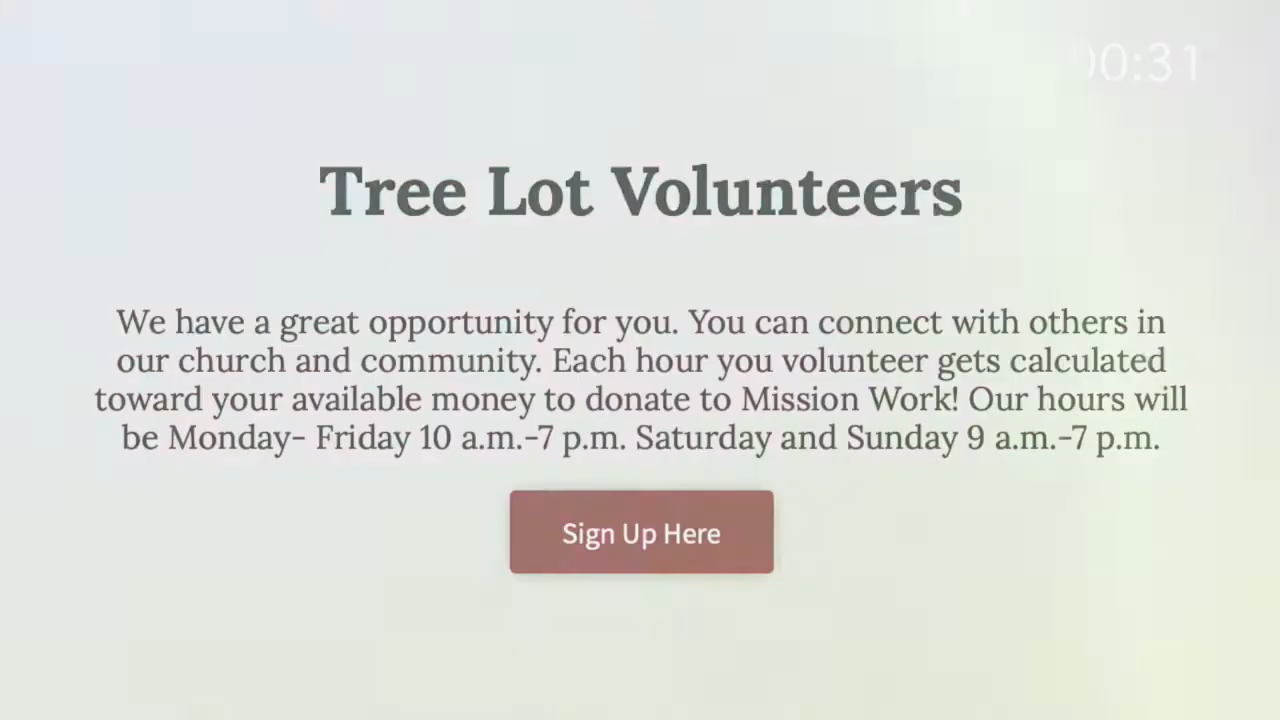 00:31
Tree Lot Volunteers
We have a great opportunity for you. You can connect with others in
our church and community. Each hour you volunteer gets calculated
toward your available money to donate to Mission Work! Our hours will
be Monday- Friday 10 a.m.-7 p.m. Saturday and Sunday 9 a.m.-7 p.m.
Sign Up Here